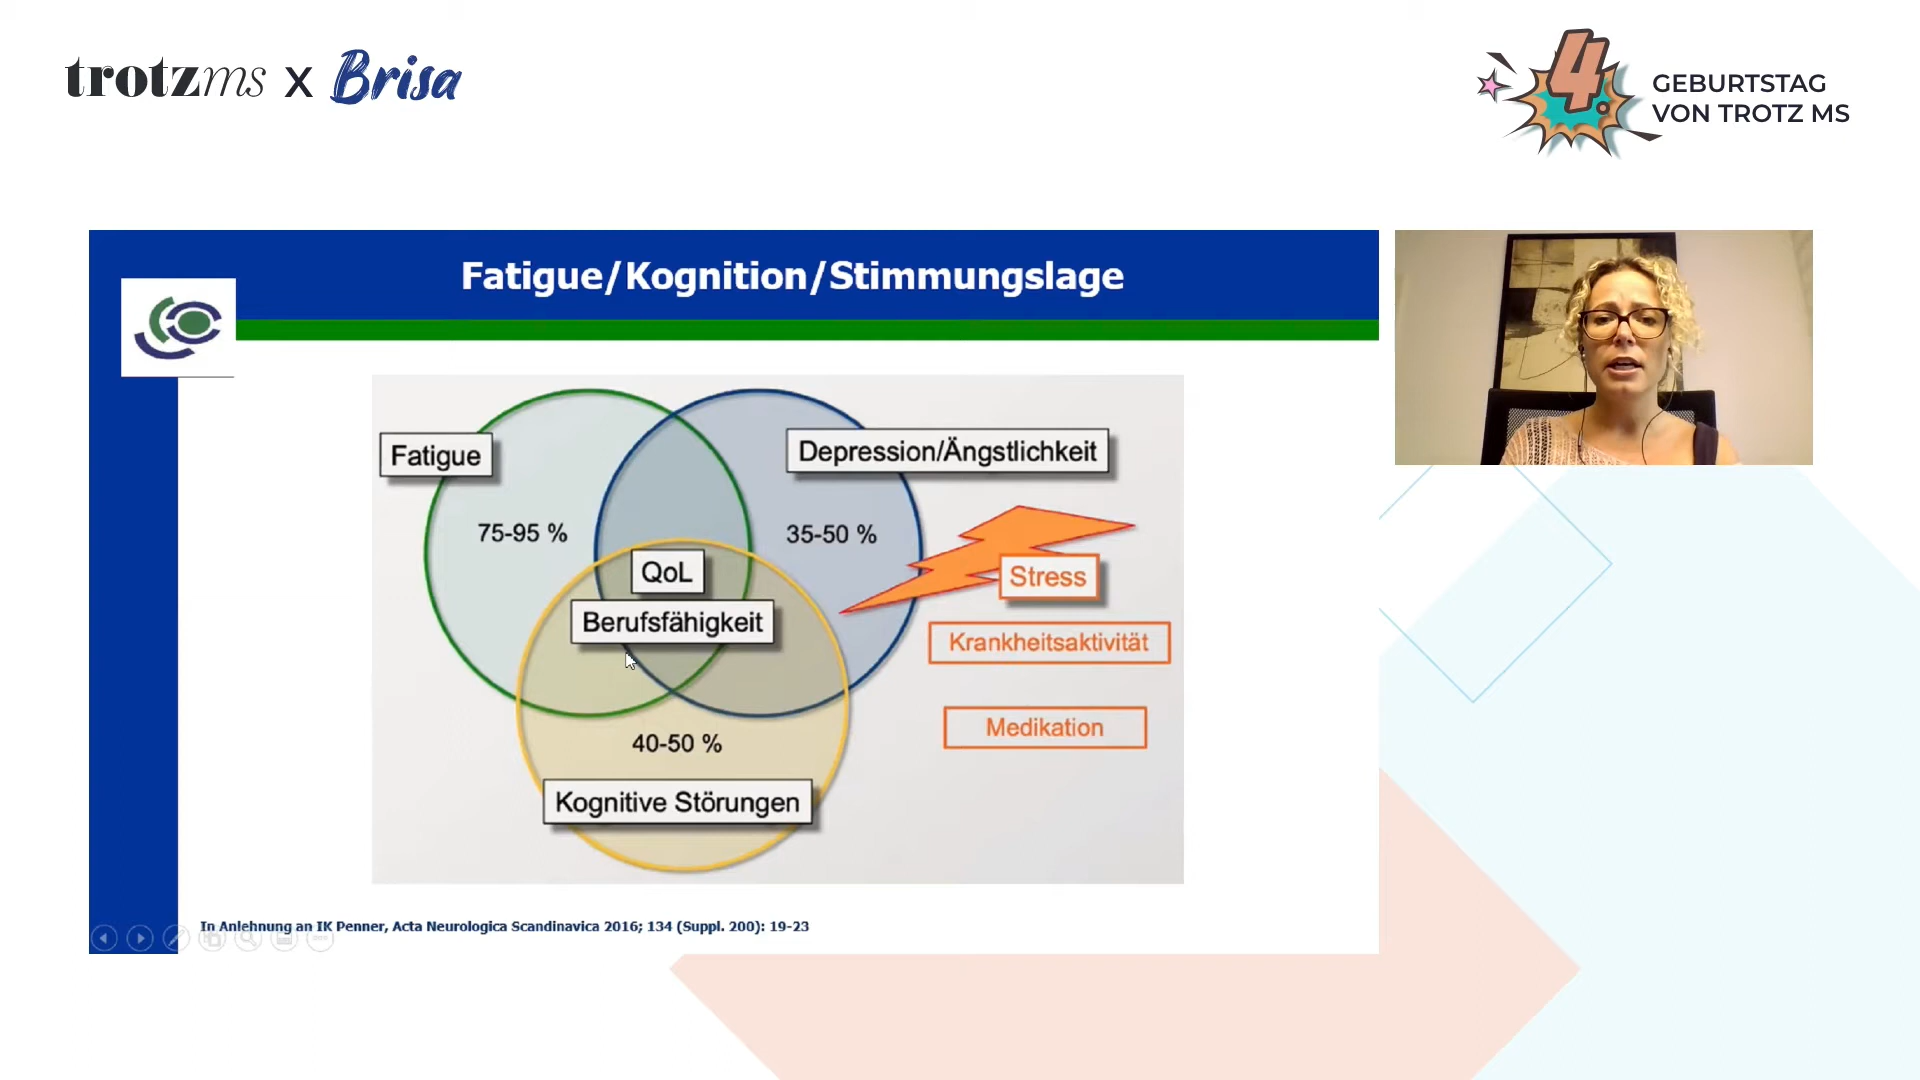 trotzms x Brisa
4.
GEBURTSTAG
VON TROTZ MS
Fatigue/Kognition/Stimmungslage
Fatigue
Depression/Ängstlichkeit
75-95 %
35-50 %
QoL
Stress
Berufsfähigkeit
Krankheitsaktivität
Medikation
40-50 %
Kognitive Störungen
In Anlehnung an IK Penner, Acta Neurologica Scandinavica 2016; 134 (Suppl. 200): 19-23